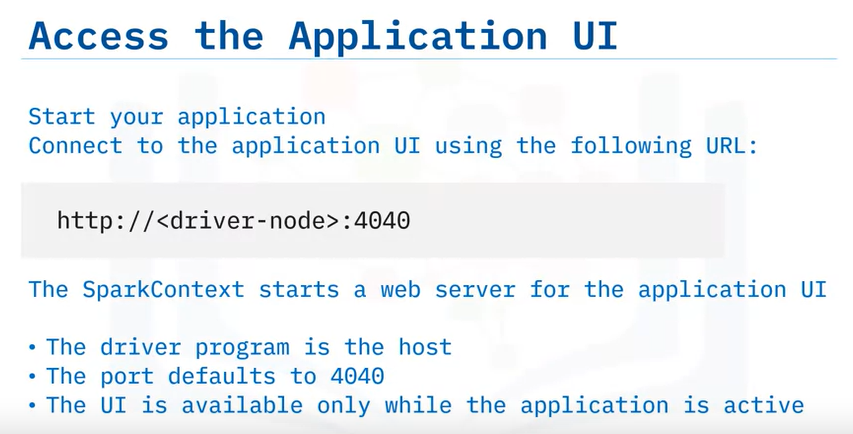 Access the Application UI
Start your application
Connect to the application UI using the following URL:
http://<driver-node>:4040
The SparkContext starts a web server for the application UI
• The driver program is the host
• The port defaults to 4040
• The UI is available only while the application is active